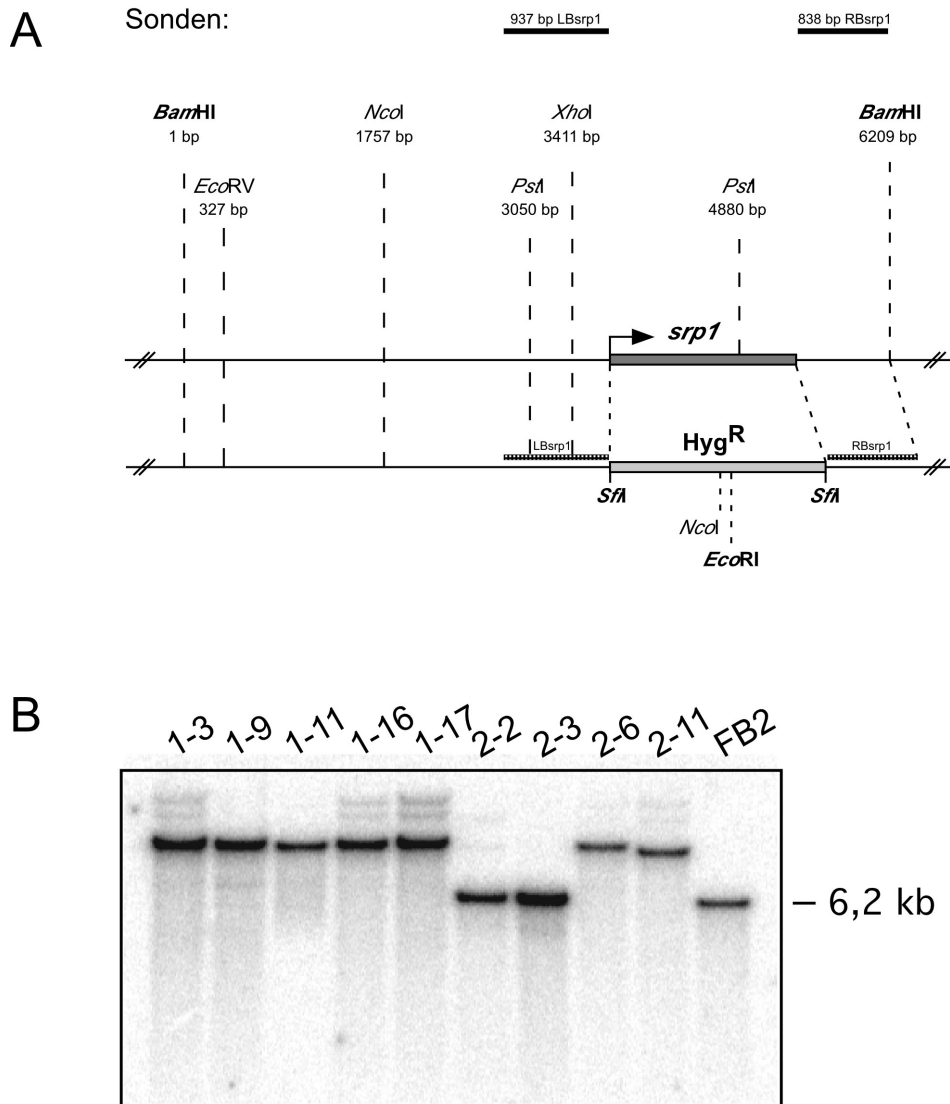 A
Sonden:
937 bp LBsrp1
838 bp RBsrp1
BamHI
NcoI
XhoI
BamHI
1 bp
1757 bp
3411 bp
6209 bp
EcoRV
PstI
PstI
327 bp
3050 bp
4880 bp
srp1
LBsrp1
HygR
RBsrp1
SfiI
SfiI
NcoI
EcoRI
B
1-3 1-9 1-11 1-16 1-17 2-2 2-3 2-6 2-11 FB2
– 6,2 kb